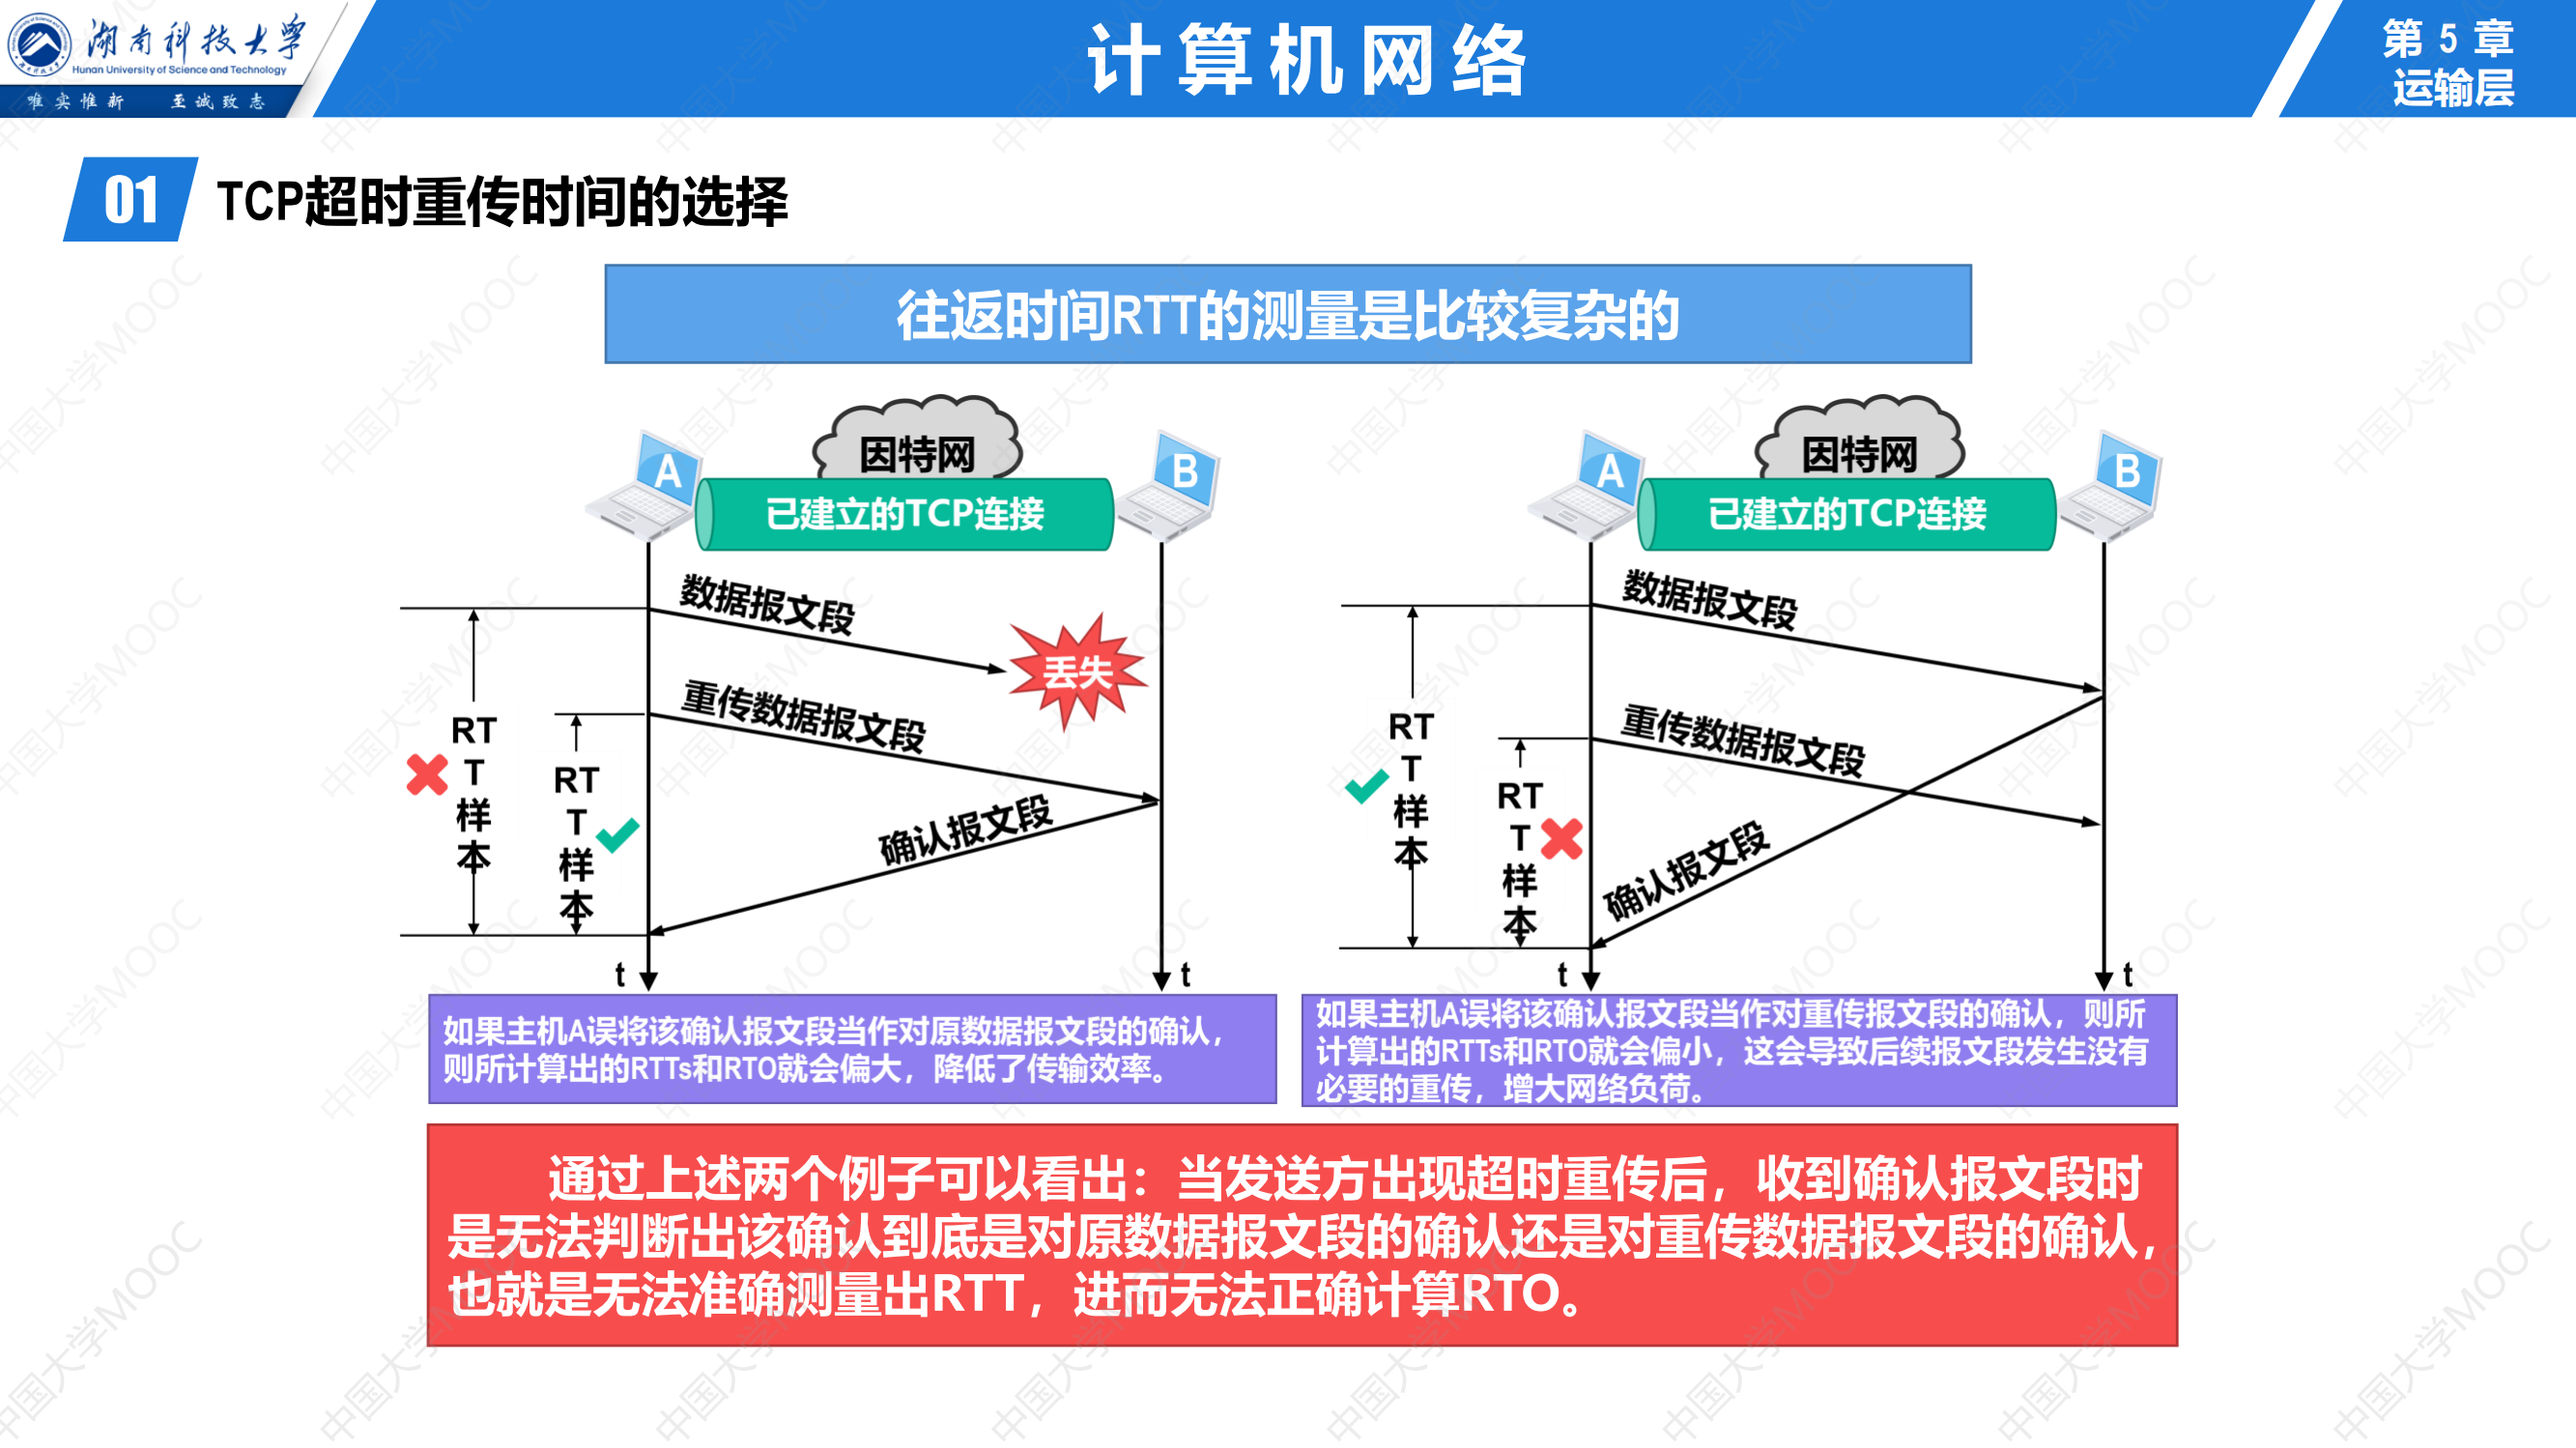 湖南科技大学
Hunan University of Science and Technology
唯实惟新 至诚致志
计算机网络
第 5 章
运输层
01
TCP超时重传时间的选择
往返时间RTT的测量是比较复杂的
因特网
A
B
已建立的TCP连接
数据报文段
丢失
重传数据报文段
确认报文段
RT
T
样
本
RT
T
样
本
t
t
如果主机A误将该确认报文段当作对原数据报文段的确认，
则所计算出的RTTs和RTO就会偏大，降低了传输效率。
因特网
A
B
已建立的TCP连接
数据报文段
重传数据报文段
确认报文段
RT
T
样
本
RT
T
样
本
t
t
如果主机A误将该确认报文段当作对重传报文段的确认，则所
计算出的RTTs和RTO就会偏小，这会导致后续报文段发生没有
必要的重传，增大网络负荷。
通过上述两个例子可以看出：当发送方出现超时重传后，收到确认报文段时
是无法判断出该确认到底是对原数据报文段的确认还是对重传数据报文段的确认，
也就是无法准确测量出RTT，进而无法正确计算RTO。
中国大学MOOC